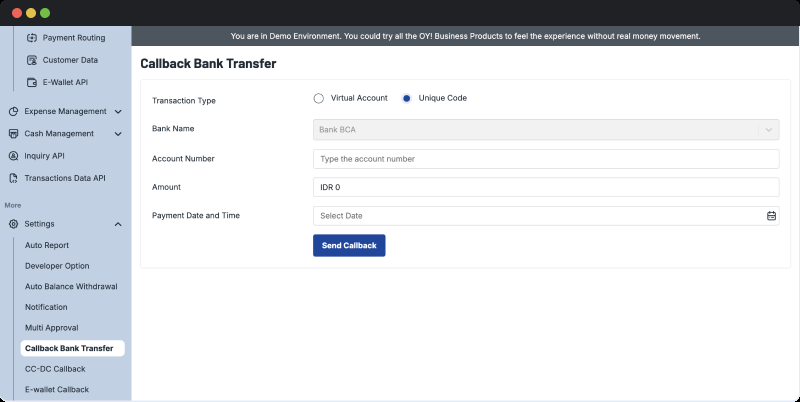 You are in Demo Environment. You could try all the OY! Business Products to feel the experience without real money movement.
Payment Routing
Customer Data
E-Wallet API
Expense Management
Cash Management
Inquiry API
Transactions Data API
More
Settings
Auto Report
Developer Option
Auto Balance Withdrawal
Notification
Multi Approval
Callback Bank Transfer
CC-DC Callback
E-wallet Callback
Callback Bank Transfer
Transaction Type
Virtual Account
Unique Code
Bank Name
Bank BCA
Account Number
Type the account number
Amount
IDR 0
Payment Date and Time
Select Date
Send Callback